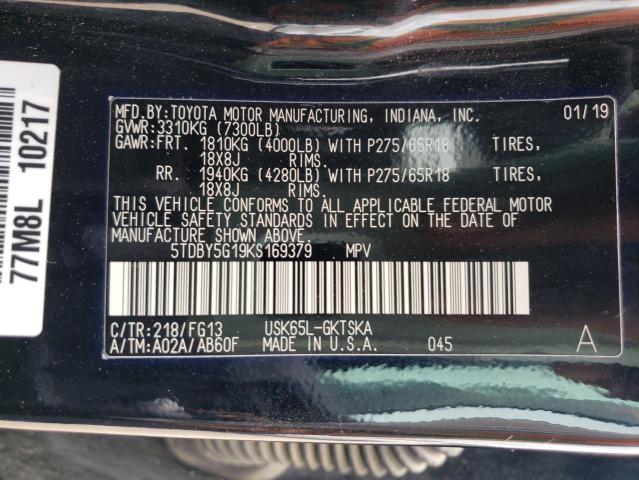 MFD.BY:TOYOTA MOTOR MANUFACTURING, INDIANA, INC. 01/19
GVWR:3310KG (7300LB)
GAWR:FRT. 1810KG (4000LB) WITH P275/65R18 TIRES,
18X8J RIMS.
RR. 1940KG (4280LB) WITH P275/65R18 TIRES,
18X8J RIMS.
THIS VEHICLE CONFORMS TO ALL APPLICABLE FEDERAL MOTOR
VEHICLE SAFETY STANDARDS IN EFFECT ON THE DATE OF
MANUFACTURE SHOWN ABOVE.
5TDBY5G19KS169379 MPV
C/TR:218/FG13 USK65L-GKTSKA
A/TM:A02A/AB60F MADE IN U.S.A. 045 A
77M8L 10217